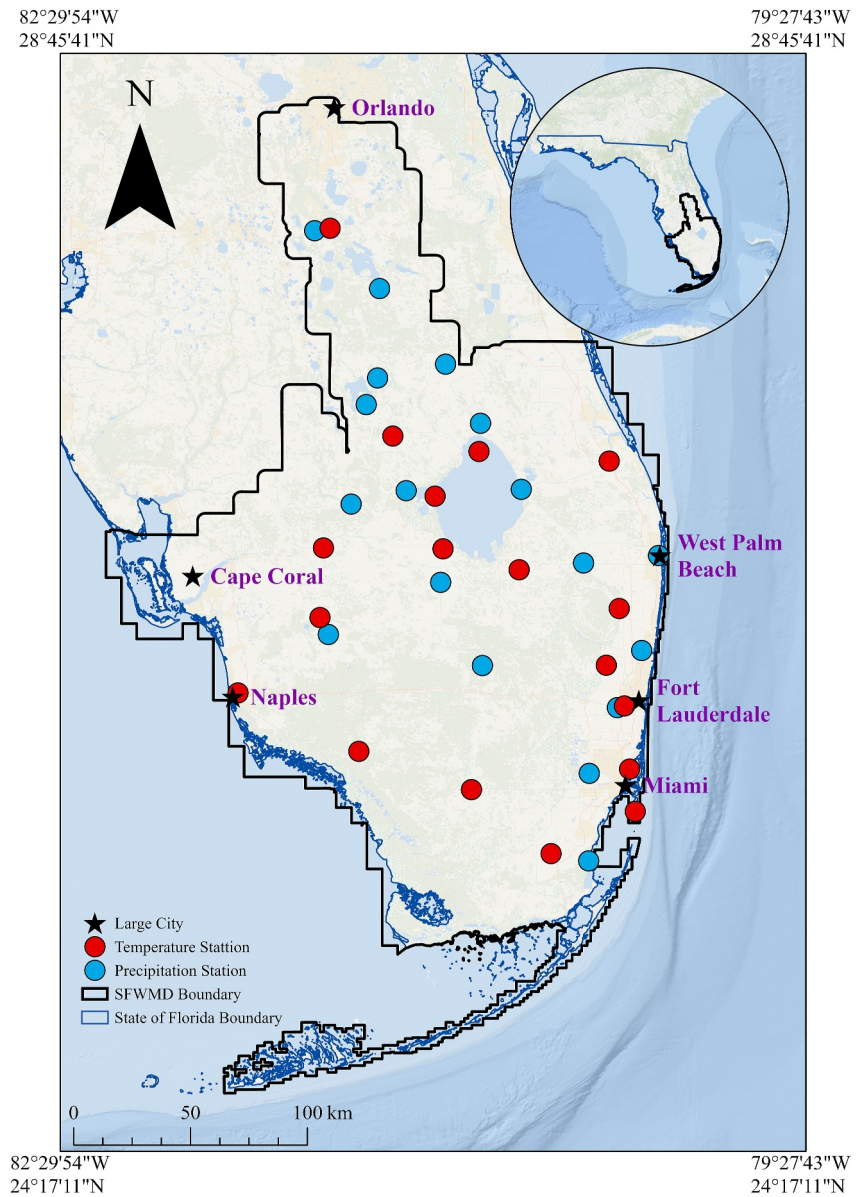 82°29'54"W
28°45'41"N
79°27'43"W
28°45'41"N
N
Orlando
West Palm
Beach
Cape Coral
Naples
Fort
Lauderdale
Miami
Large City
Temperature Stattion
Precipitation Station
SFWMD Boundary
State of Florida Boundary
0 50 100 km
82°29'54"W
24°17'11"N
79°27'43"W
24°17'11"N